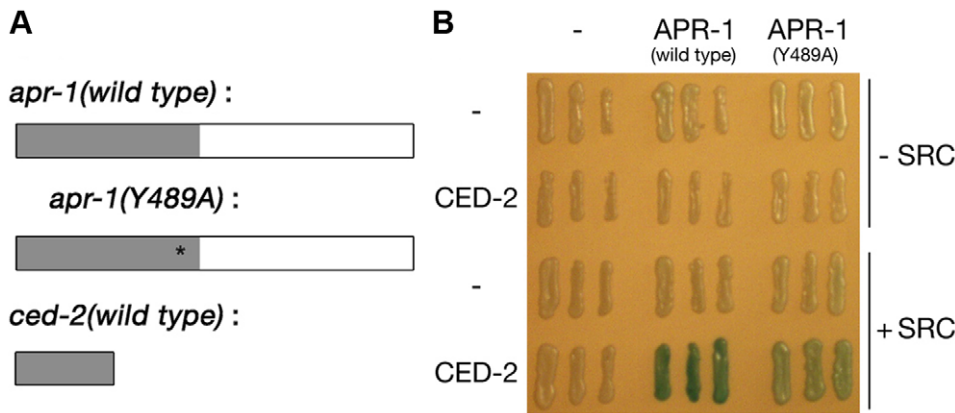 A
apr-1(wild type) :
apr-1(Y489A) :
*
ced-2(wild type) :
B
- APR-1 APR-1
(wild type) (Y489A)
-
- SRC
CED-2
-
+ SRC
CED-2